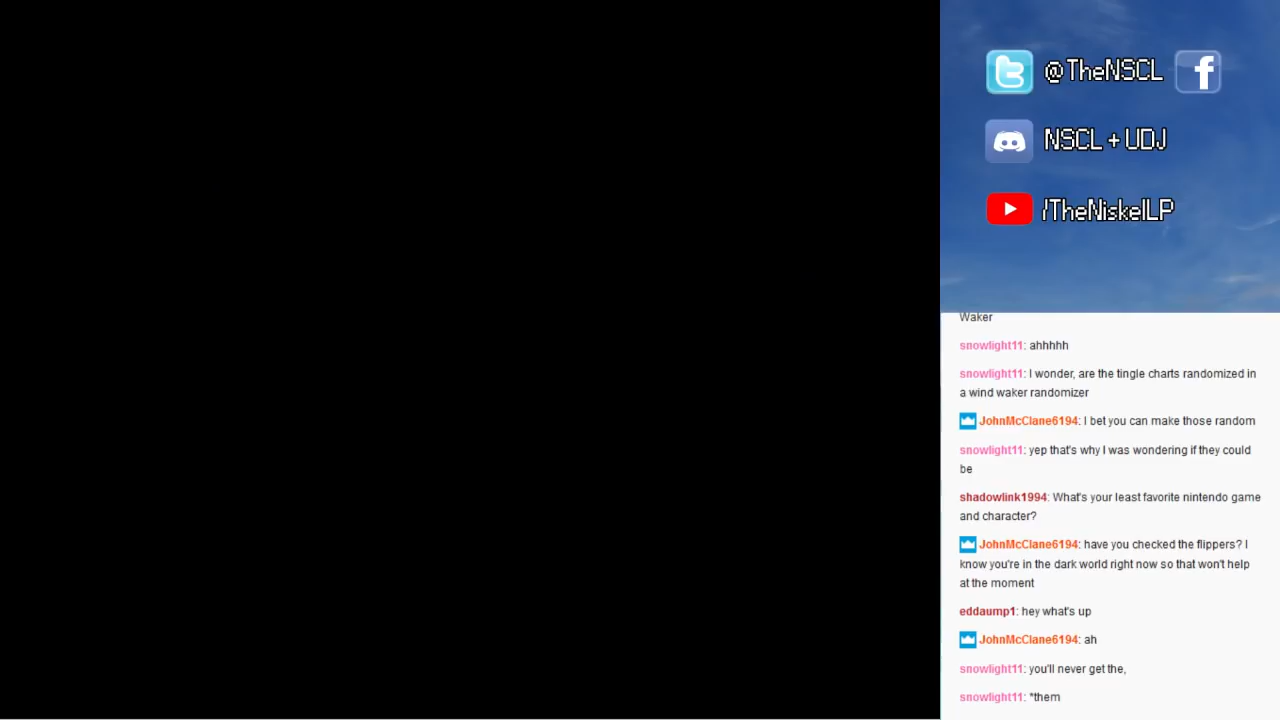 @TheNSCL
NSCL + UDJ
/TheNiskelLP
Waker
snowlight11: ahhhhh
snowlight11: I wonder, are the tingle charts randomized in
a wind waker randomizer
JohnMcClane6194: I bet you can make those random
snowlight11: yep that's why I was wondering if they could
be
shadowlink1994: What's your least favorite nintendo game
and character?
JohnMcClane6194: have you checked the flippers? I
know you're in the dark world right now so that won't help
at the moment
eddaump1: hey what's up
JohnMcClane6194: ah
snowlight11: you'll never get the,
snowlight11: *them